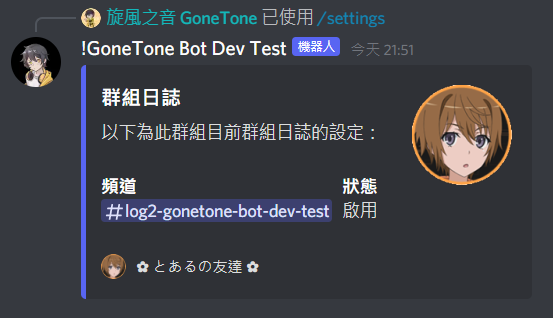 旋風之音 GoneTone 已使用 /settings
!GoneTone Bot Dev Test 機器人 今天 21:51
群組日誌
以下為此群組目前群組日誌的設定：
頻道 狀態
#log2-gonetone-bot-dev-test 啟用
✿ とあるの友達 ✿